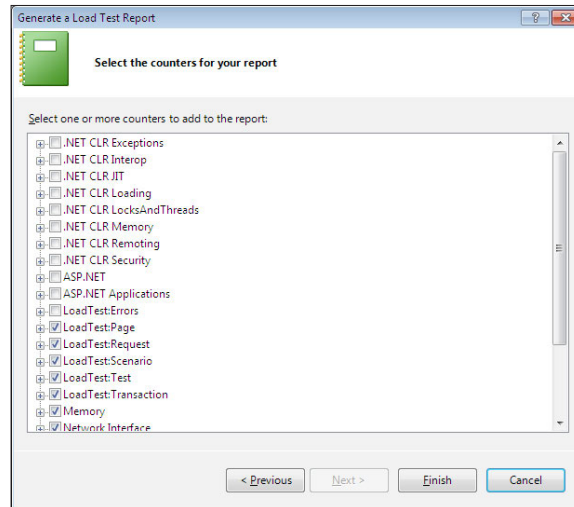 Generate a Load Test Report
Select the counters for your report
Select one or more counters to add to the report:
.NET CLR Exceptions
.NET CLR Interop
.NET CLR JIT
.NET CLR Loading
.NET CLR LocksAndThreads
.NET CLR Memory
.NET CLR Remoting
.NET CLR Security
ASP.NET
ASP.NET Applications
LoadTest:Errors
LoadTest:Page
LoadTest:Request
LoadTest:Scenario
LoadTest:Test
LoadTest:Transaction
Memory
Network Interface
< Previous Next > Finish Cancel